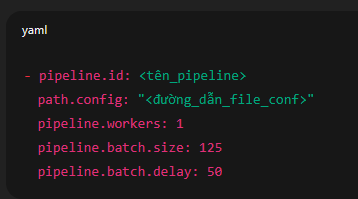 yaml
- pipeline.id: <tên_pipeline>
path.config: "<đường_dẫn_file_conf>"
pipeline.workers: 1
pipeline.batch.size: 125
pipeline.batch.delay: 50